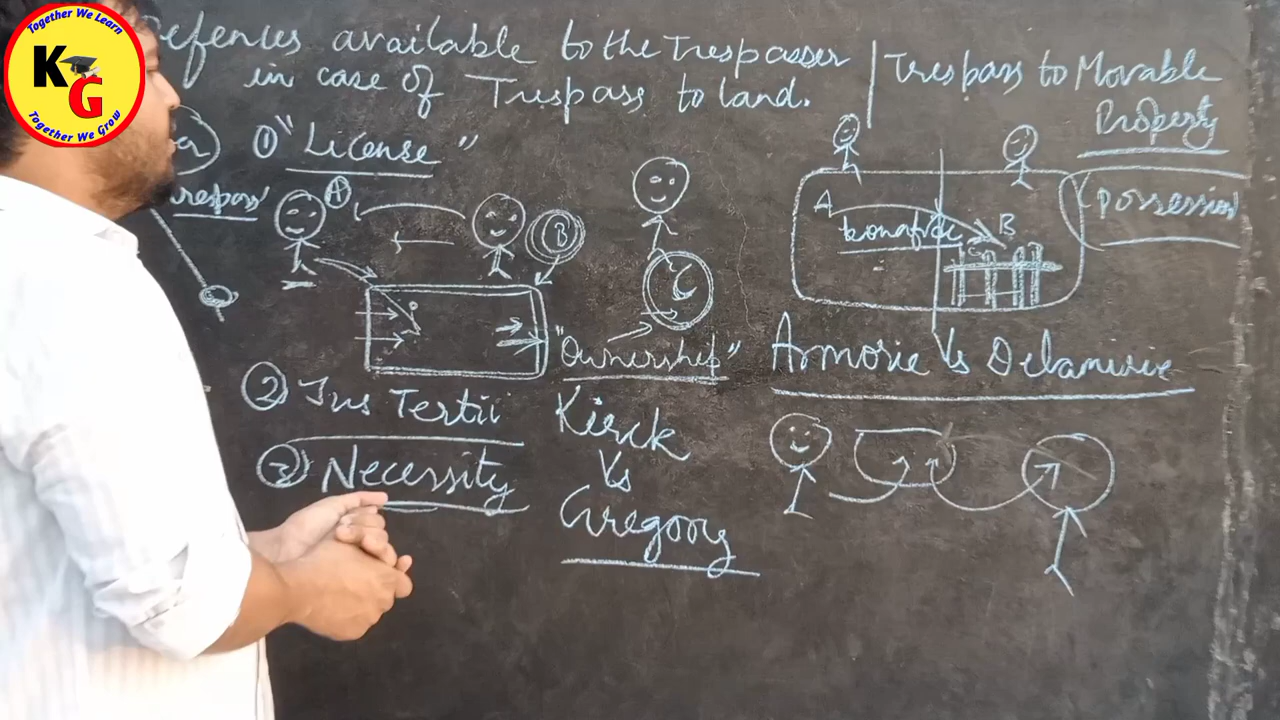 Together We Learn
KG
Together We Grow
Defences available to the Trespasser
in case of Trespass to land.
Trespass to Movable
Property
(Possession
① "License"
Trespass
A
B
A
bonafide
B
"Ownership"
Armorie Vs Delamirie
② Jus Tertii
Kirck
Vs
Gregory
③ Necessity